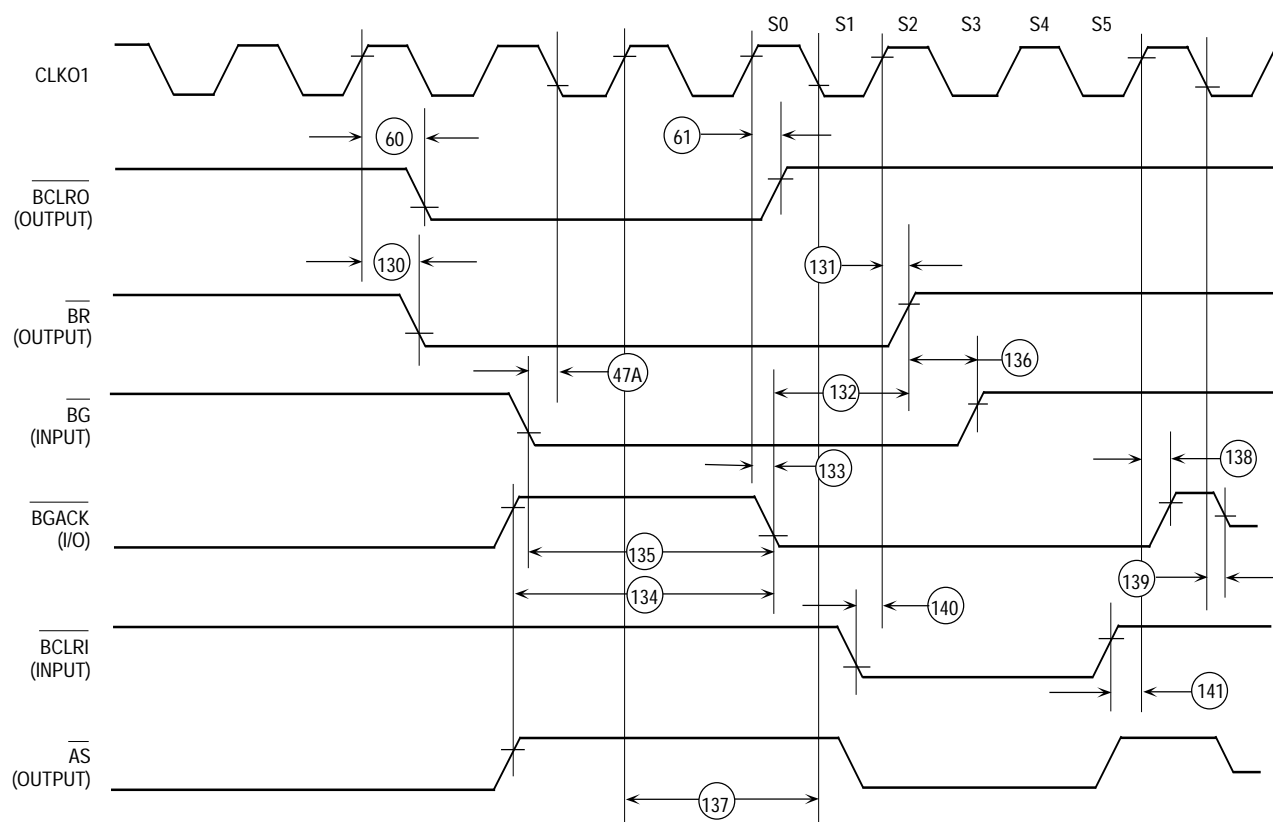 S0 S1 S2 S3 S4 S5
CLKO1
60
61
BCLRO
(OUTPUT)
130
131
BR
(OUTPUT)
136
47A
132
BG
(INPUT)
133
138
BGACK
(I/O)
135
139
134
140
BCLRI
(INPUT)
141
AS
(OUTPUT)
137